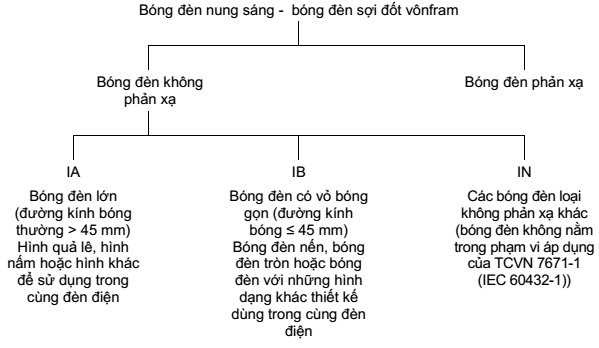 Bóng đèn nung sáng - bóng đèn sợi đốt vônfram
Bóng đèn không
phản xạ
Bóng đèn phản xạ
IA
Bóng đèn lớn
(đường kính bóng
thường > 45 mm)
Hình quả lê, hình
nấm hoặc hình khác
để sử dụng trong
cùng đèn điện
IB
Bóng đèn có vỏ bóng
gọn (đường kính
bóng ≤ 45 mm)
Bóng đèn nến, bóng
đèn tròn hoặc bóng
đèn với những hình
dạng khác thiết kế
dùng trong cùng đèn
điện
IN
Các bóng đèn loại
không phản xạ khác
(bóng đèn không nằm
trong phạm vi áp dụng
của TCVN 7671-1
(IEC 60432-1))